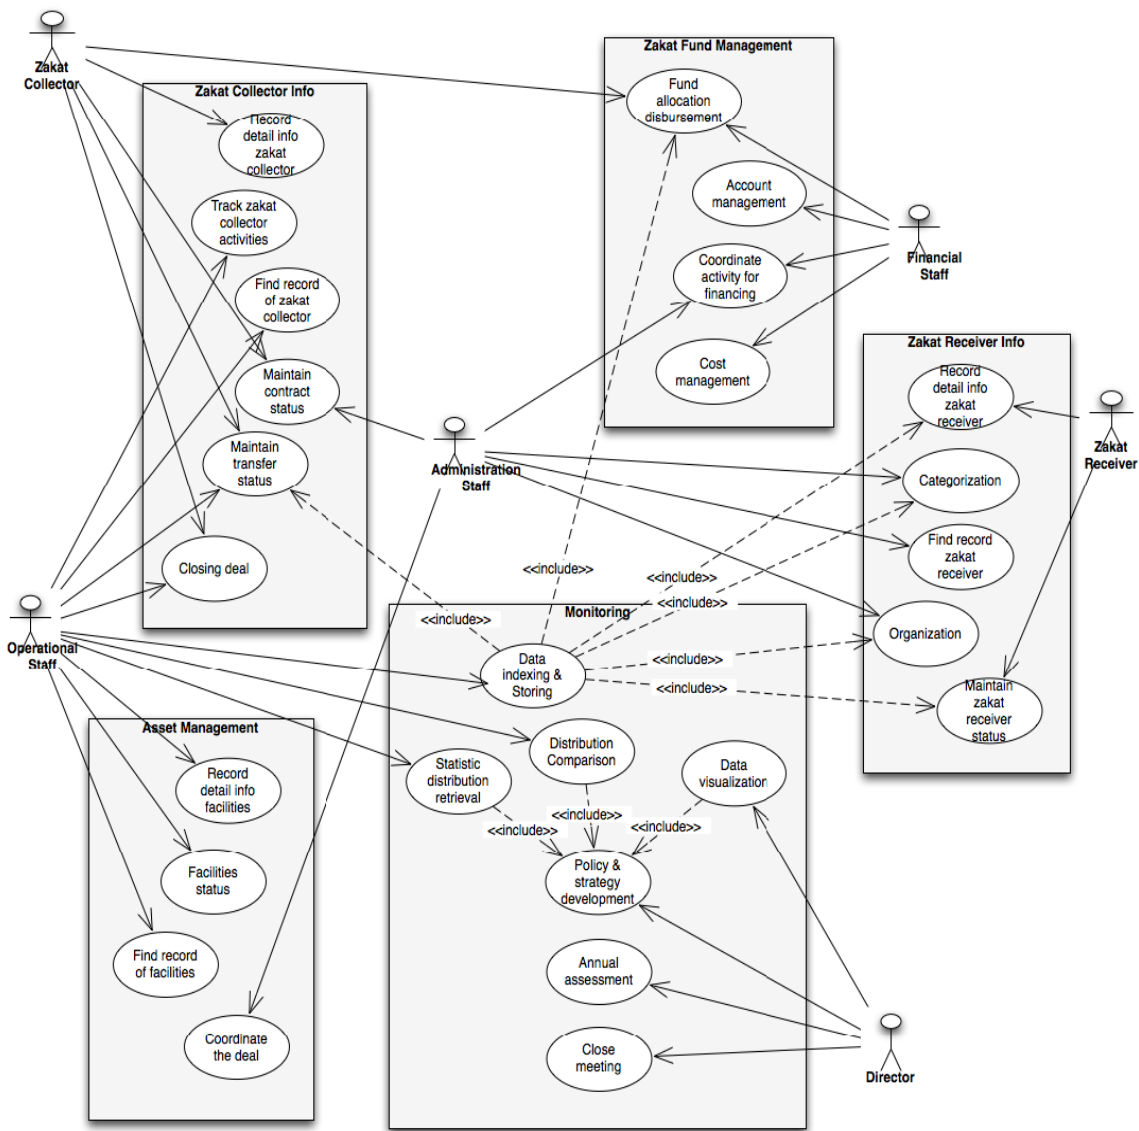 Zakat
Collector
Zakat Collector Info
Record
detail info
zakat
collector
Track zakat
collector
activities
Find record
of zakat
collector
Maintain
contract
status
Maintain
transfer
status
Closing deal
Zakat Fund Management
Fund
allocation
disbursement
Account
management
Coordinate
activity for
financing
Cost
management
Financial
Staff
Zakat Receiver Info
Record
detail info
zakat
receiver
Categorization
Find record
zakat
receiver
Organization
Maintain
zakat
receiver
status
Zakat
Receiver
Administration
Staff
Operational
Staff
<<include>>
<<include>>
<<include>>
<<include>>
<<include>>
<<include>>
Monitoring
Data
indexing &
Storing
Distribution
Comparison
Statistic
distribution
retrieval
Data
visualization
<<include>>
<<include>>
<<include>>
Policy &
strategy
development
Annual
assessment
Close
meeting
Asset Management
Record
detail info
facilities
Facilities
status
Find record
of facilities
Coordinate
the deal
Director